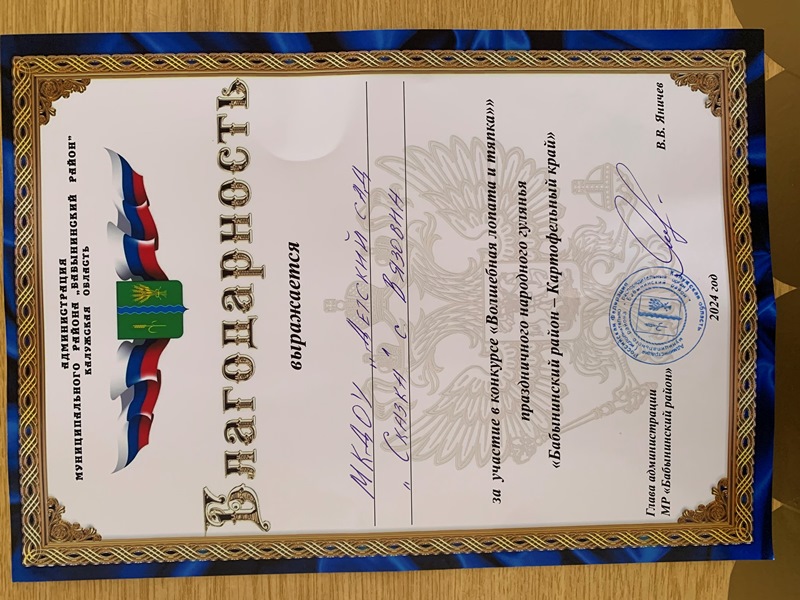 АДМИНИСТРАЦИЯ
МУНИЦИПАЛЬНОГО РАЙОНА „БАБЫНИНСКИЙ РАЙОН"
КАЛУЖСКАЯ ОБЛАСТЬ
Благодарность
выражается
МКДОУ „Детский сад
„Сказка" с. Вязовна
за участие в конкурсе «Волшебная лопата и тяпка»»
праздничного народного гулянья
«Бабынинский район – Картофельный край»
Глава администрации
МР «Бабынинский район»
В.В. Яничев
2024 год